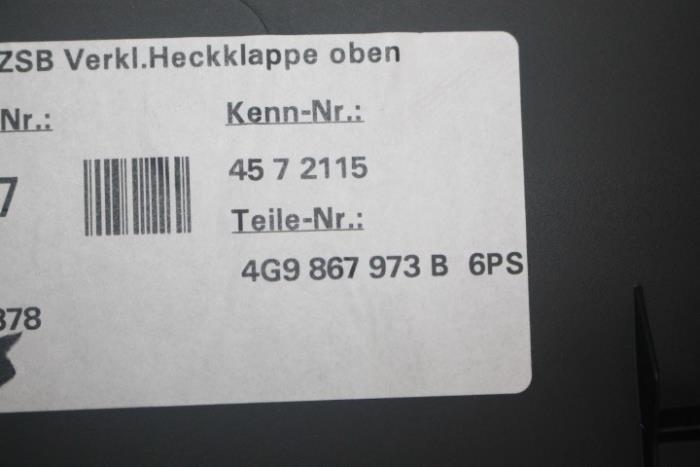 ZSB Verkl.Heckklappe oben
Nr.:
Kenn-Nr.:
7
45 7 2115
Teile-Nr.:
4G9 867 973 B 6PS
378